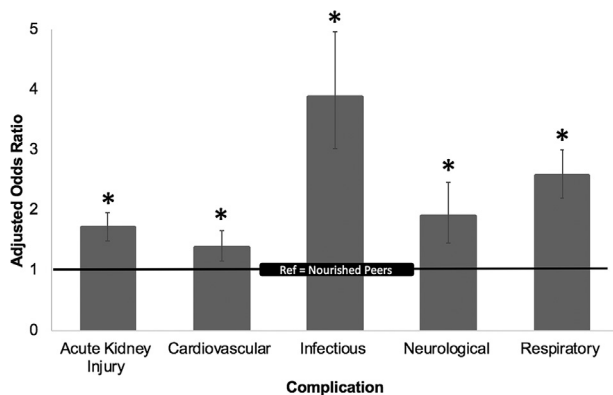 Adjusted Odds Ratio
5
4
3
2
1
0
*
*
*
*
*
Ref = Nourished Peers
Acute Kidney
Injury
Cardiovascular
Infectious
Neurological
Respiratory
Complication